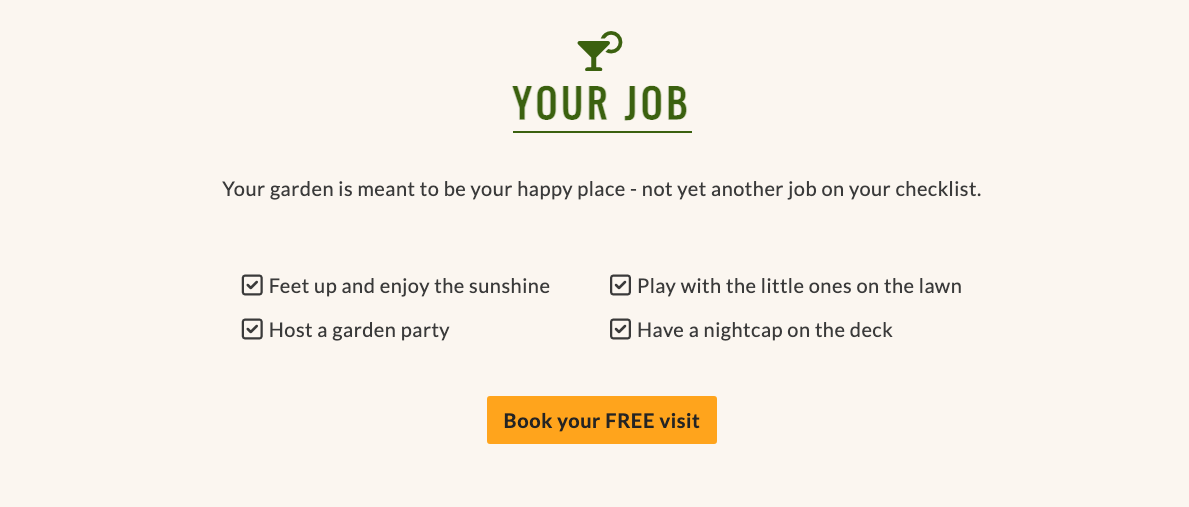 YOUR JOB
Your garden is meant to be your happy place - not yet another job on your checklist.
Feet up and enjoy the sunshine
Play with the little ones on the lawn
Host a garden party
Have a nightcap on the deck
Book your FREE visit